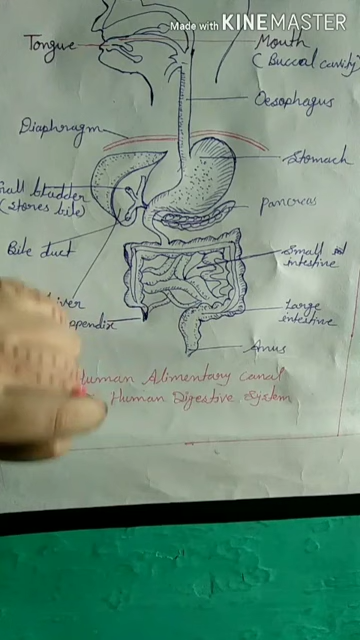 Made with KINEMASTER
Tongue
Mouth
(Buccal cavity)
Oesophagus
Diaphragm
Stomach
Gall bladder
(stores bile)
Pancreas
Bile duct
Small
intestine
Liver
Appendix
Large
intestine
Anus
Human Alimentary Canal
Human Digestive System